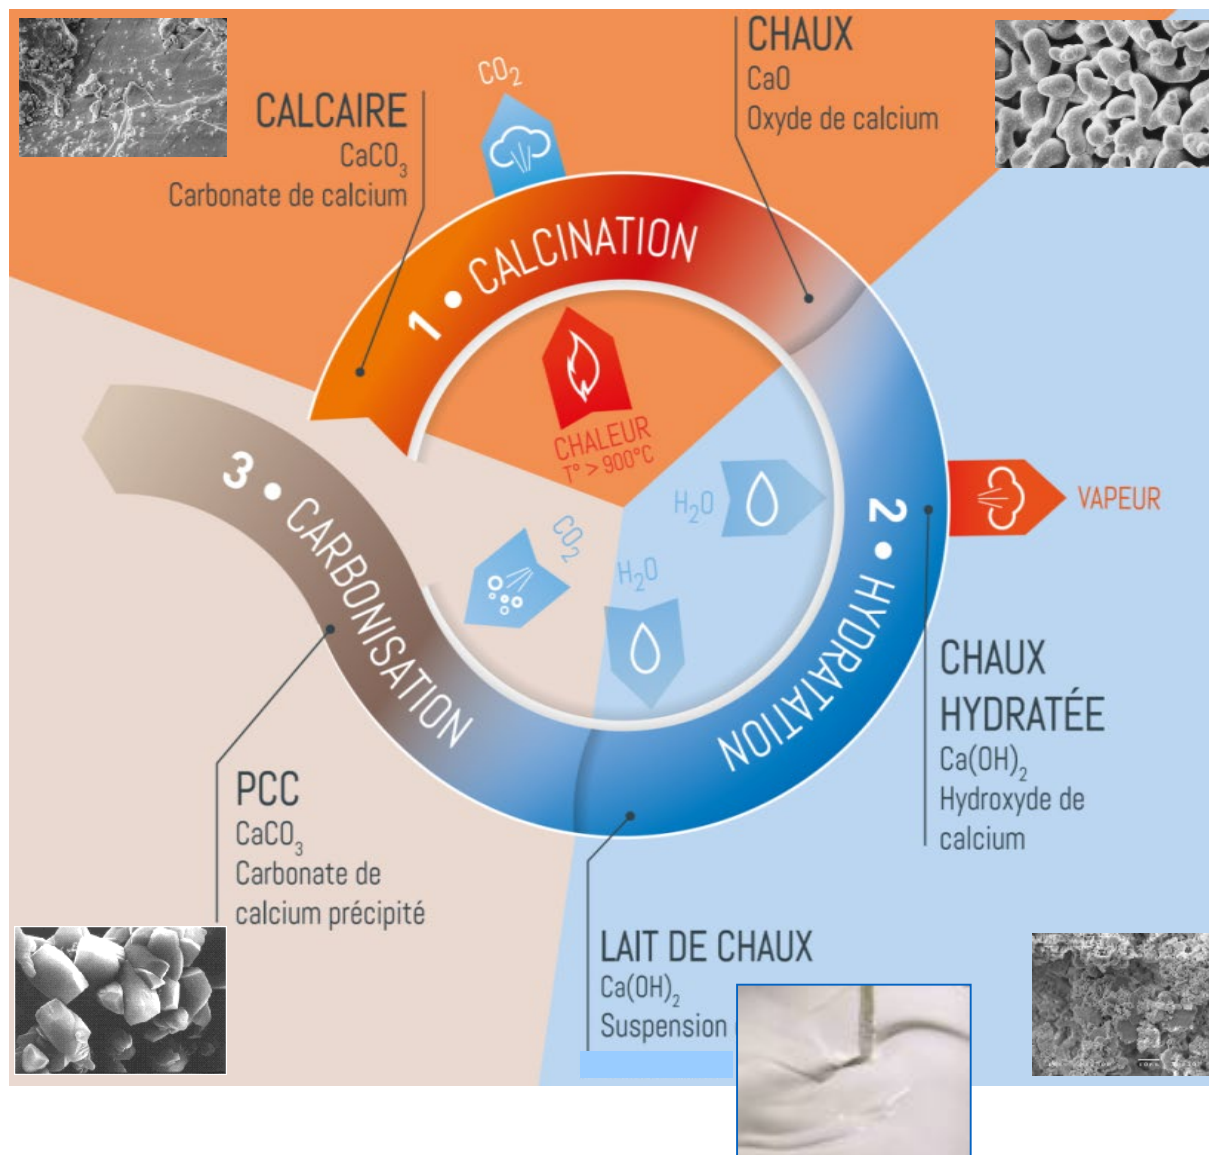 CALCAIRE
CaCO₃
Carbonate de calcium
CO₂
CHAUX
CaO
Oxyde de calcium
1 • CALCINATION
CHALEUR
T° > 900°C
H₂O
2 • HYDRATATION
VAPEUR
H₂O
CHAUX
HYDRATÉE
Ca(OH)₂
Hydroxyde de
calcium
CO₂
3 • CARBONISATION
PCC
CaCO₃
Carbonate de
calcium précipité
LAIT DE CHAUX
Ca(OH)₂
Suspension